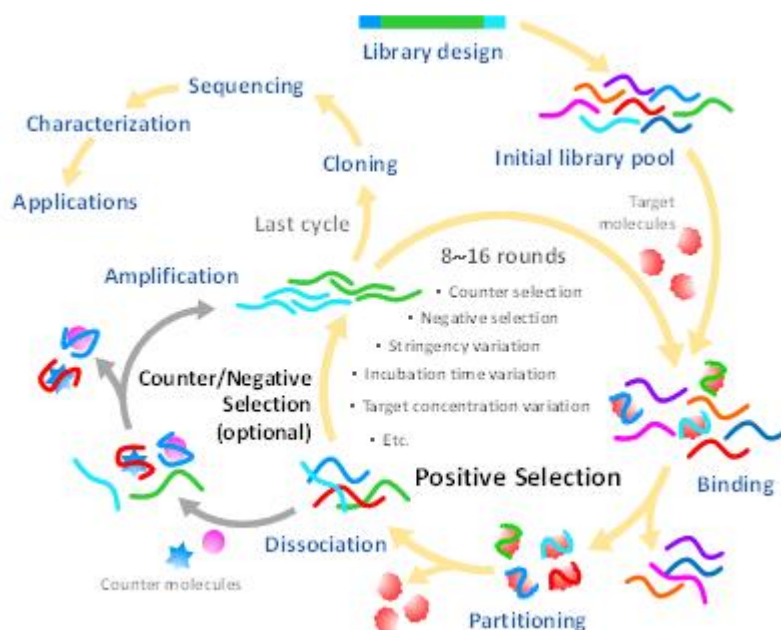 Library design
Sequencing
Characterization
Initial library pool
Cloning
Applications
Target
molecules
Last cycle
8~16 rounds
Amplification
• Counter selection
• Negative selection
• Stringency variation
Counter/Negative
Selection
(optional)
• Incubation time variation
• Target concentration variation
• Etc.
Positive Selection
Binding
Dissociation
Counter molecules
Partitioning